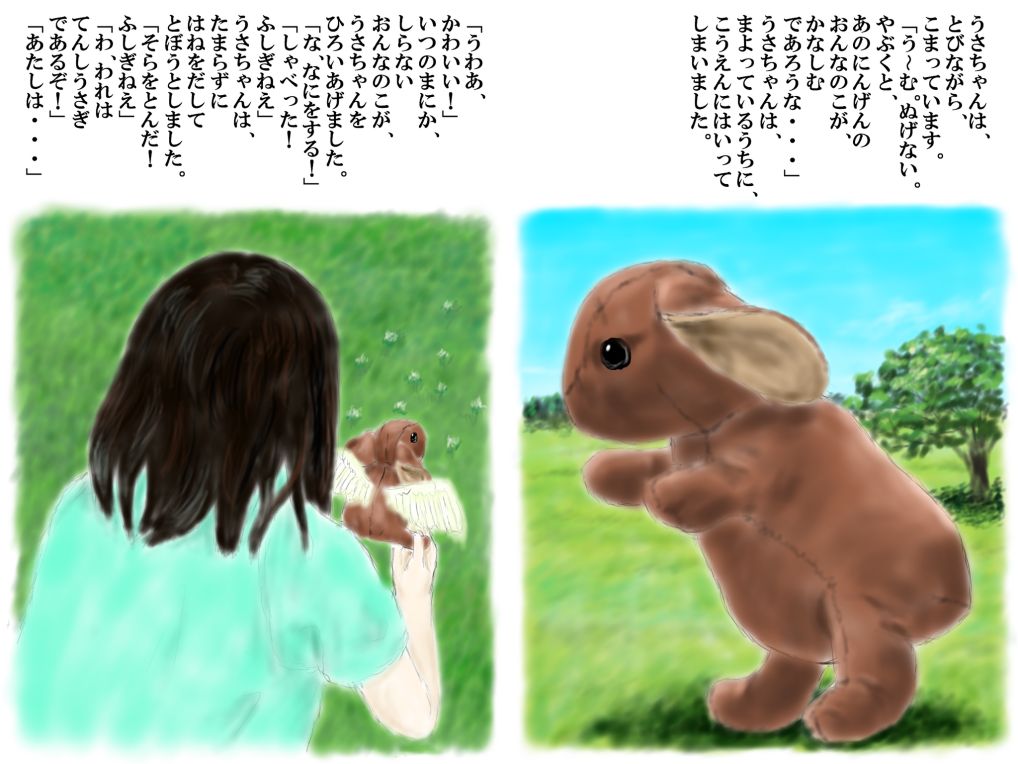 うさちゃんは、
とびながら、
こまっています。
「う～む。ぬげない。
やぶくと、
あのにんげんの
おんなのこが、
かなしむ
であろうな・・・」
うさちゃんは、
まよっているうちに、
こうえんにはいって
しまいました。
「うわあ、
かわいい！」
いつのまにか、
しらない
おんなのこが、
うさちゃんを
ひろいあげました。
「な、なにをする！」
「しゃべった！
ふしぎねえ」
うさちゃんは、
たまらずに
はねをだして
とぼうとしました。
「そらをとんだ！
ふしぎねえ」
「わ、われは
てんしうさぎ
であるぞ！」
「あたしは・・・」